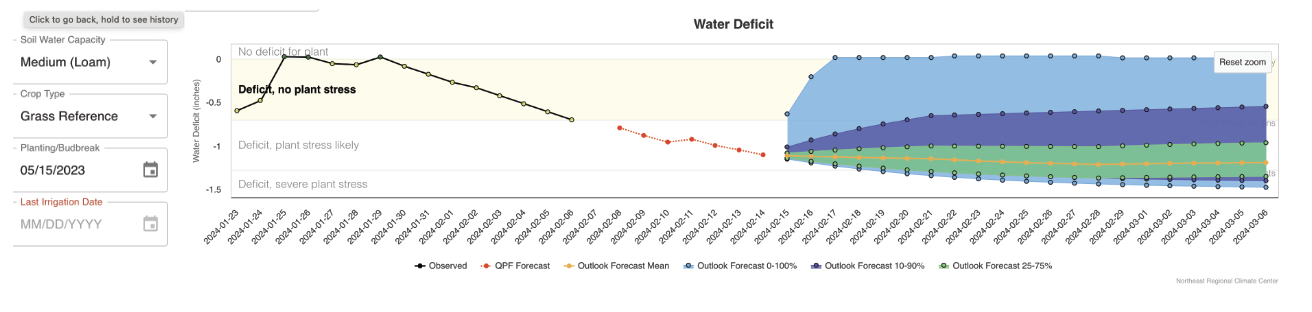 Click to go back, hold to see history
Water Deficit
Soil Water Capacity
Medium (Loam)
Crop Type
Grass Reference
Planting/Budbreak
05/15/2023
Last Irrigation Date
MM/DD/YYYY
Water Deficit (inches)
0
-0.5
-1
-1.5
No deficit for plant
Deficit, no plant stress
Deficit, plant stress likely
Deficit, severe plant stress
Reset zoom
2024-01-23
2024-01-24
2024-01-25
2024-01-26
2024-01-27
2024-01-28
2024-01-29
2024-01-30
2024-01-31
2024-02-01
2024-02-02
2024-02-03
2024-02-04
2024-02-05
2024-02-06
2024-02-07
2024-02-08
2024-02-09
2024-02-10
2024-02-11
2024-02-12
2024-02-13
2024-02-14
2024-02-15
2024-02-16
2024-02-17
2024-02-18
2024-02-19
2024-02-20
2024-02-21
2024-02-22
2024-02-23
2024-02-24
2024-02-25
2024-02-26
2024-02-27
2024-02-28
2024-02-29
2024-03-01
2024-03-02
2024-03-03
2024-03-04
2024-03-05
2024-03-06
Observed
QPF Forecast
Outlook Forecast Mean
Outlook Forecast 0-100%
Outlook Forecast 10-90%
Outlook Forecast 25-75%
Northeast Regional Climate Center